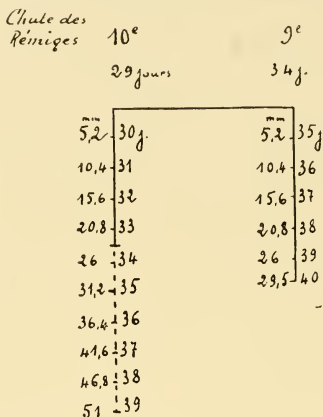 Chute des
Rémiges 10e 9e
29 jours 34 j.
mm mm
5,2 30 j. 5,2 35 j
10,4 31 10,4 36
15,6 32 15,6 37
20,8 33 20,8 38
26 34 26 39
31,2 35 29,5 40
36,4 36
41,6 37
46,8 38
51 39